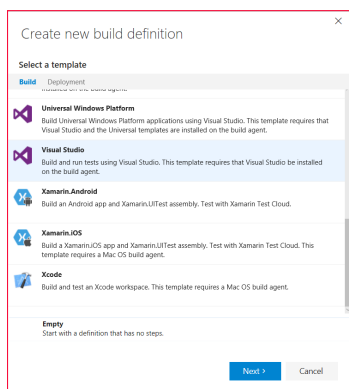 Create new build definition
Select a template
Build Deployment
installed on the build agent.
Universal Windows Platform
Build Universal Windows Platform applications using Visual Studio. This template requires that
Visual Studio and the Universal templates are installed on the build agent.
Visual Studio
Build and run tests using Visual Studio. This template requires that Visual Studio be installed
on the build agent.
Xamarin.Android
Build an Android app and Xamarin.UITest assembly. Test with Xamarin Test Cloud.
Xamarin.iOS
Build a Xamarin.iOS app and Xamarin.UITest assembly. Test with Xamarin Test Cloud. This
template requires a Mac OS build agent.
Xcode
Build and test an Xcode workspace. This template requires a Mac OS build agent.
Empty
Start with a definition that has no steps.
Next > Cancel